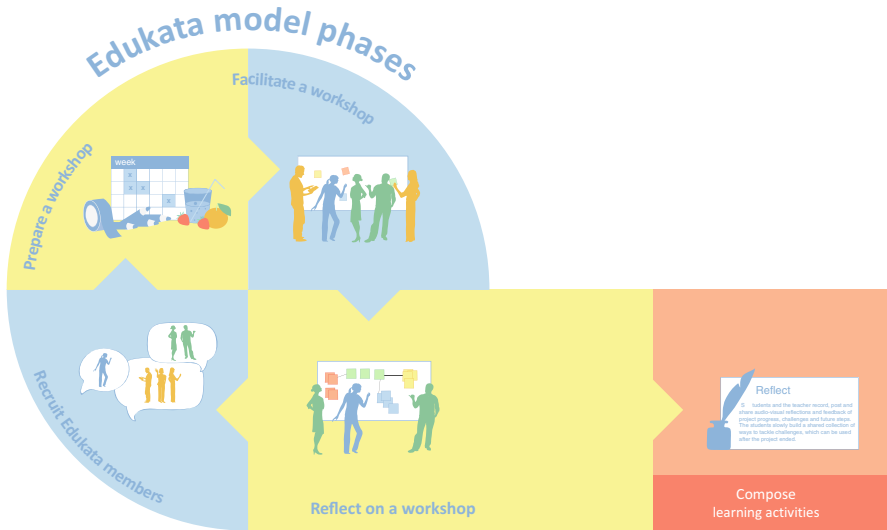 Edukata model phases
Facilitate a workshop
Prepare a workshop
week
x
x x
x x
Recruit Edukata members
Reflect on a workshop
Reflect
S tudents and the teacher record, post and
share audio-visual reflections and feedback of
project progress, challenges and future steps.
The students slowly build a shared collection of
ways to tackle challenges, which can be used
after the project ended.
Compose
learning activities